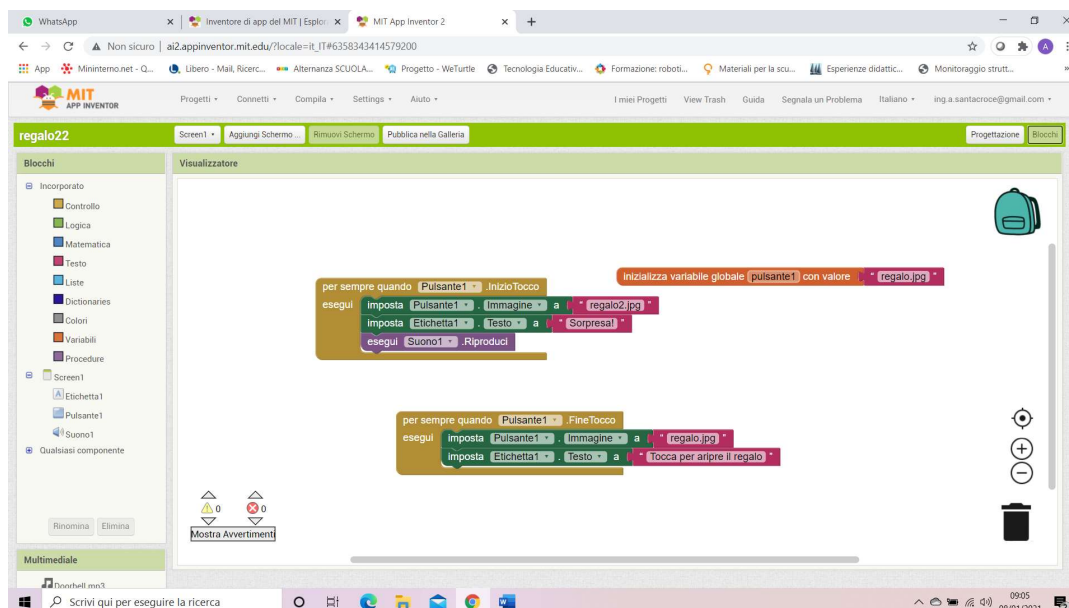 WhatsApp
Inventore di app del MIT | Esplor
MIT App Inventor 2
Non sicuro | ai2.appinventor.mit.edu/?locale=it_IT#6358343414579200
App
Mininterno.net - Q...
Libero - Mail, Ricerc...
Alternanza SCUOLA...
Progetto - WeTurtle
Tecnologia Educativ...
Formazione: roboti...
Materiali per la scu...
Esperienze didattic...
Monitoraggio strutt...
MIT
APP INVENTOR
Progetti
Connetti
Compila
Settings
Aiuto
I miei Progetti
View Trash
Guida
Segnala un Problema
Italiano
ing.a.santacroce@gmail.com
regalo22
Screen1
Aggiungi Schermo ...
Rimuovi Schermo
Pubblica nella Galleria
Progettazione
Blocchi
Blocchi
Visualizzatore
Incorporato
Controllo
Logica
Matematica
Testo
Liste
Dictionaries
Colori
Variabili
Procedure
Screen1
Etichetta1
Pulsante1
Suono1
Qualsiasi componente
Rinomina
Elimina
Multimediale
Doorbell.mp3
inizializza variabile globale pulsante1 con valore " regalo.jpg "
per sempre quando Pulsante1 .InizioTocco
esegui imposta Pulsante1 . Immagine a " regalo2.jpg "
imposta Etichetta1 . Testo a " Sorpresa! "
esegui Suono1 .Riproduci
per sempre quando Pulsante1 .FineTocco
esegui imposta Pulsante1 . Immagine a " regalo.jpg "
imposta Etichetta1 . Testo a " Tocca per aripre il regalo "
0
0
Mostra Avvertimenti
Scrivi qui per eseguire la ricerca
09:05
08/01/2021